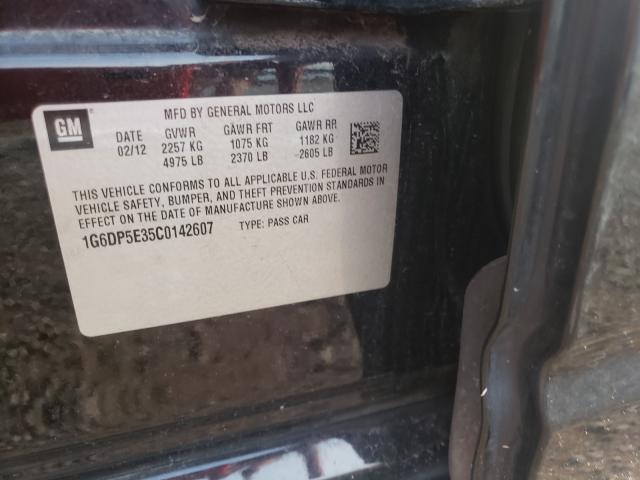 GM
MFD BY GENERAL MOTORS LLC
DATE GVWR GAWR FRT GAWR RR
02/12 2257 KG 1075 KG 1182 KG
4975 LB 2370 LB 2605 LB
THIS VEHICLE CONFORMS TO ALL APPLICABLE U.S. FEDERAL MOTOR
VEHICLE SAFETY, BUMPER, AND THEFT PREVENTION STANDARDS IN
EFFECT ON THE DATE OF MANUFACTURE SHOWN ABOVE.
1G6DP5E35C0142607 TYPE: PASS CAR